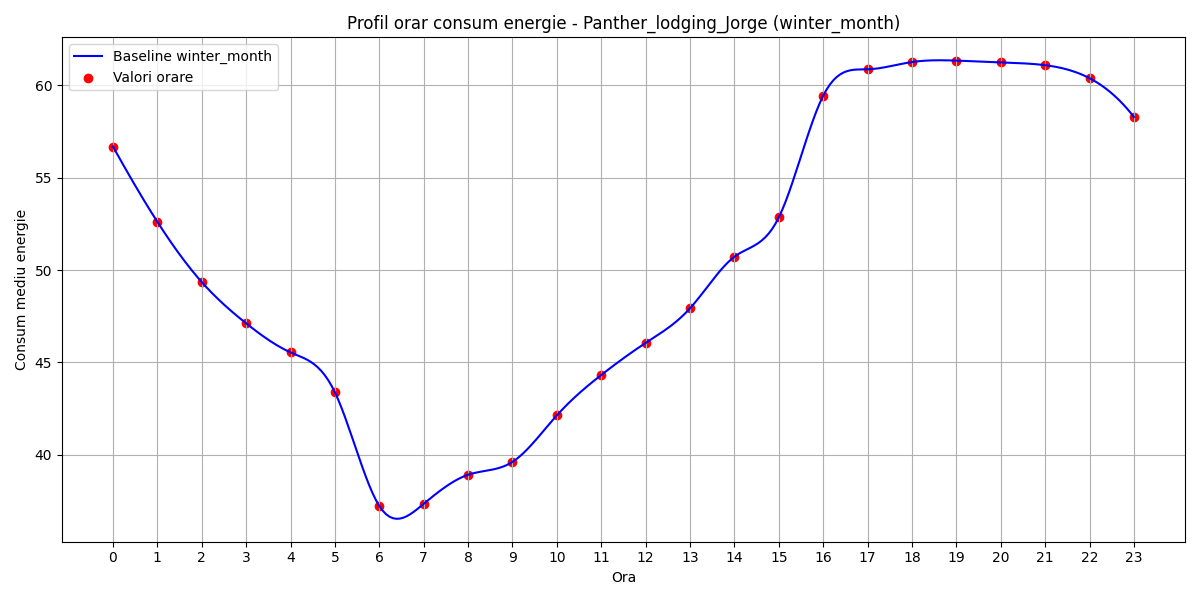 Profil orar consum energie - Panther_lodging_Jorge (winter_month)
Baseline winter_month
Valori orare
Consum mediu energie
60
55
50
45
40
0 1 2 3 4 5 6 7 8 9 10 11 12 13 14 15 16 17 18 19 20 21 22 23
Ora